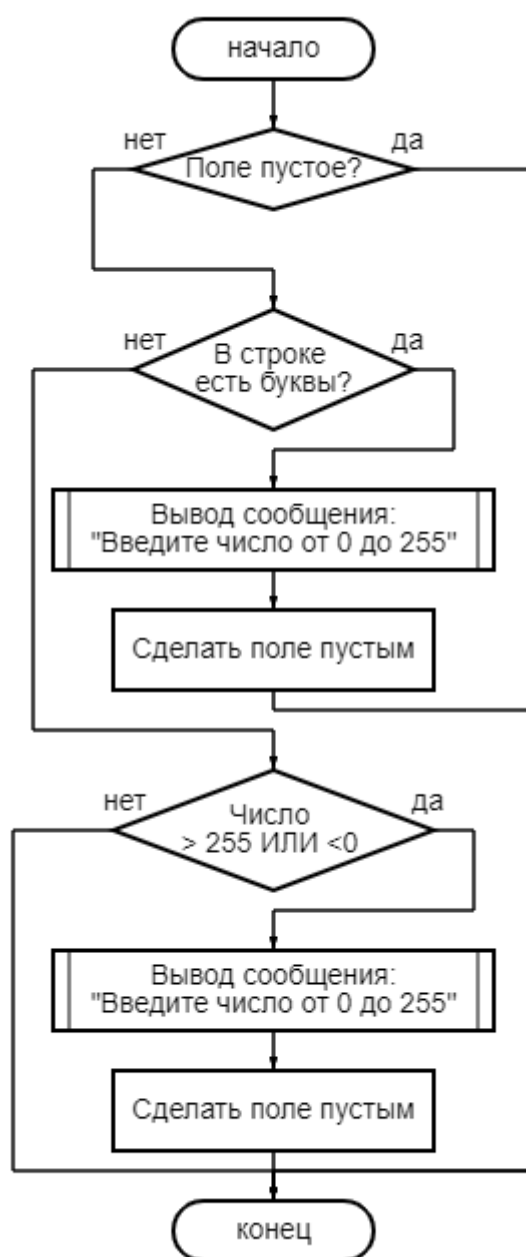 начало
нет
да
Поле пустое?
нет
да
В строке
есть буквы?
Вывод сообщения:
"Введите число от 0 до 255"
Сделать поле пустым
нет
да
Число
> 255 ИЛИ <0
Вывод сообщения:
"Введите число от 0 до 255"
Сделать поле пустым
конец